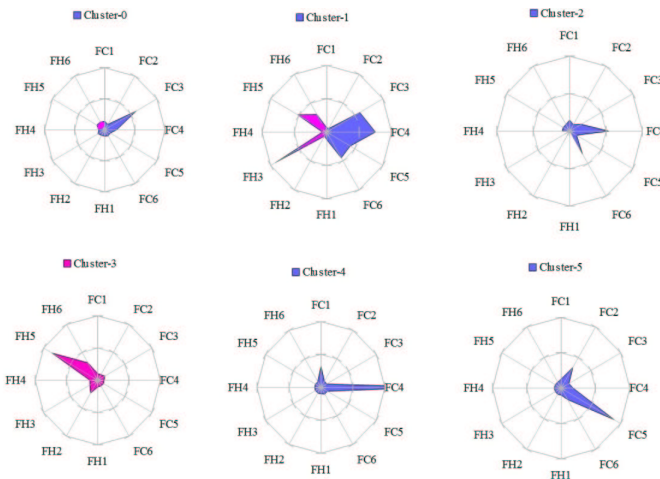 Cluster-0
FC1
FH6 FC2
FH5 FC3
FH4 FC4
FH3 FC5
FH2 FC6
FH1
Cluster-1
FC1
FH6 FC2
FH5 FC3
FH4 FC4
FH3 FC5
FH2 FC6
FH1
Cluster-2
FC1
FH6 FC2
FH5 FC3
FH4
FH3 FC5
FH2 FC6
FH1
Cluster-3
FC1
FH6 FC2
FH5 FC3
FH4 FC4
FH3 FC5
FH2 FC6
FH1
Cluster-4
FC1
FH6 FC2
FH5 FC3
FH4 FC4
FH3 FC5
FH2 FC6
FH1
Cluster-5
FC1
FH6 FC2
FH5 FC3
FH4 FC4
FH3 FC5
FH2 FC6
FH1